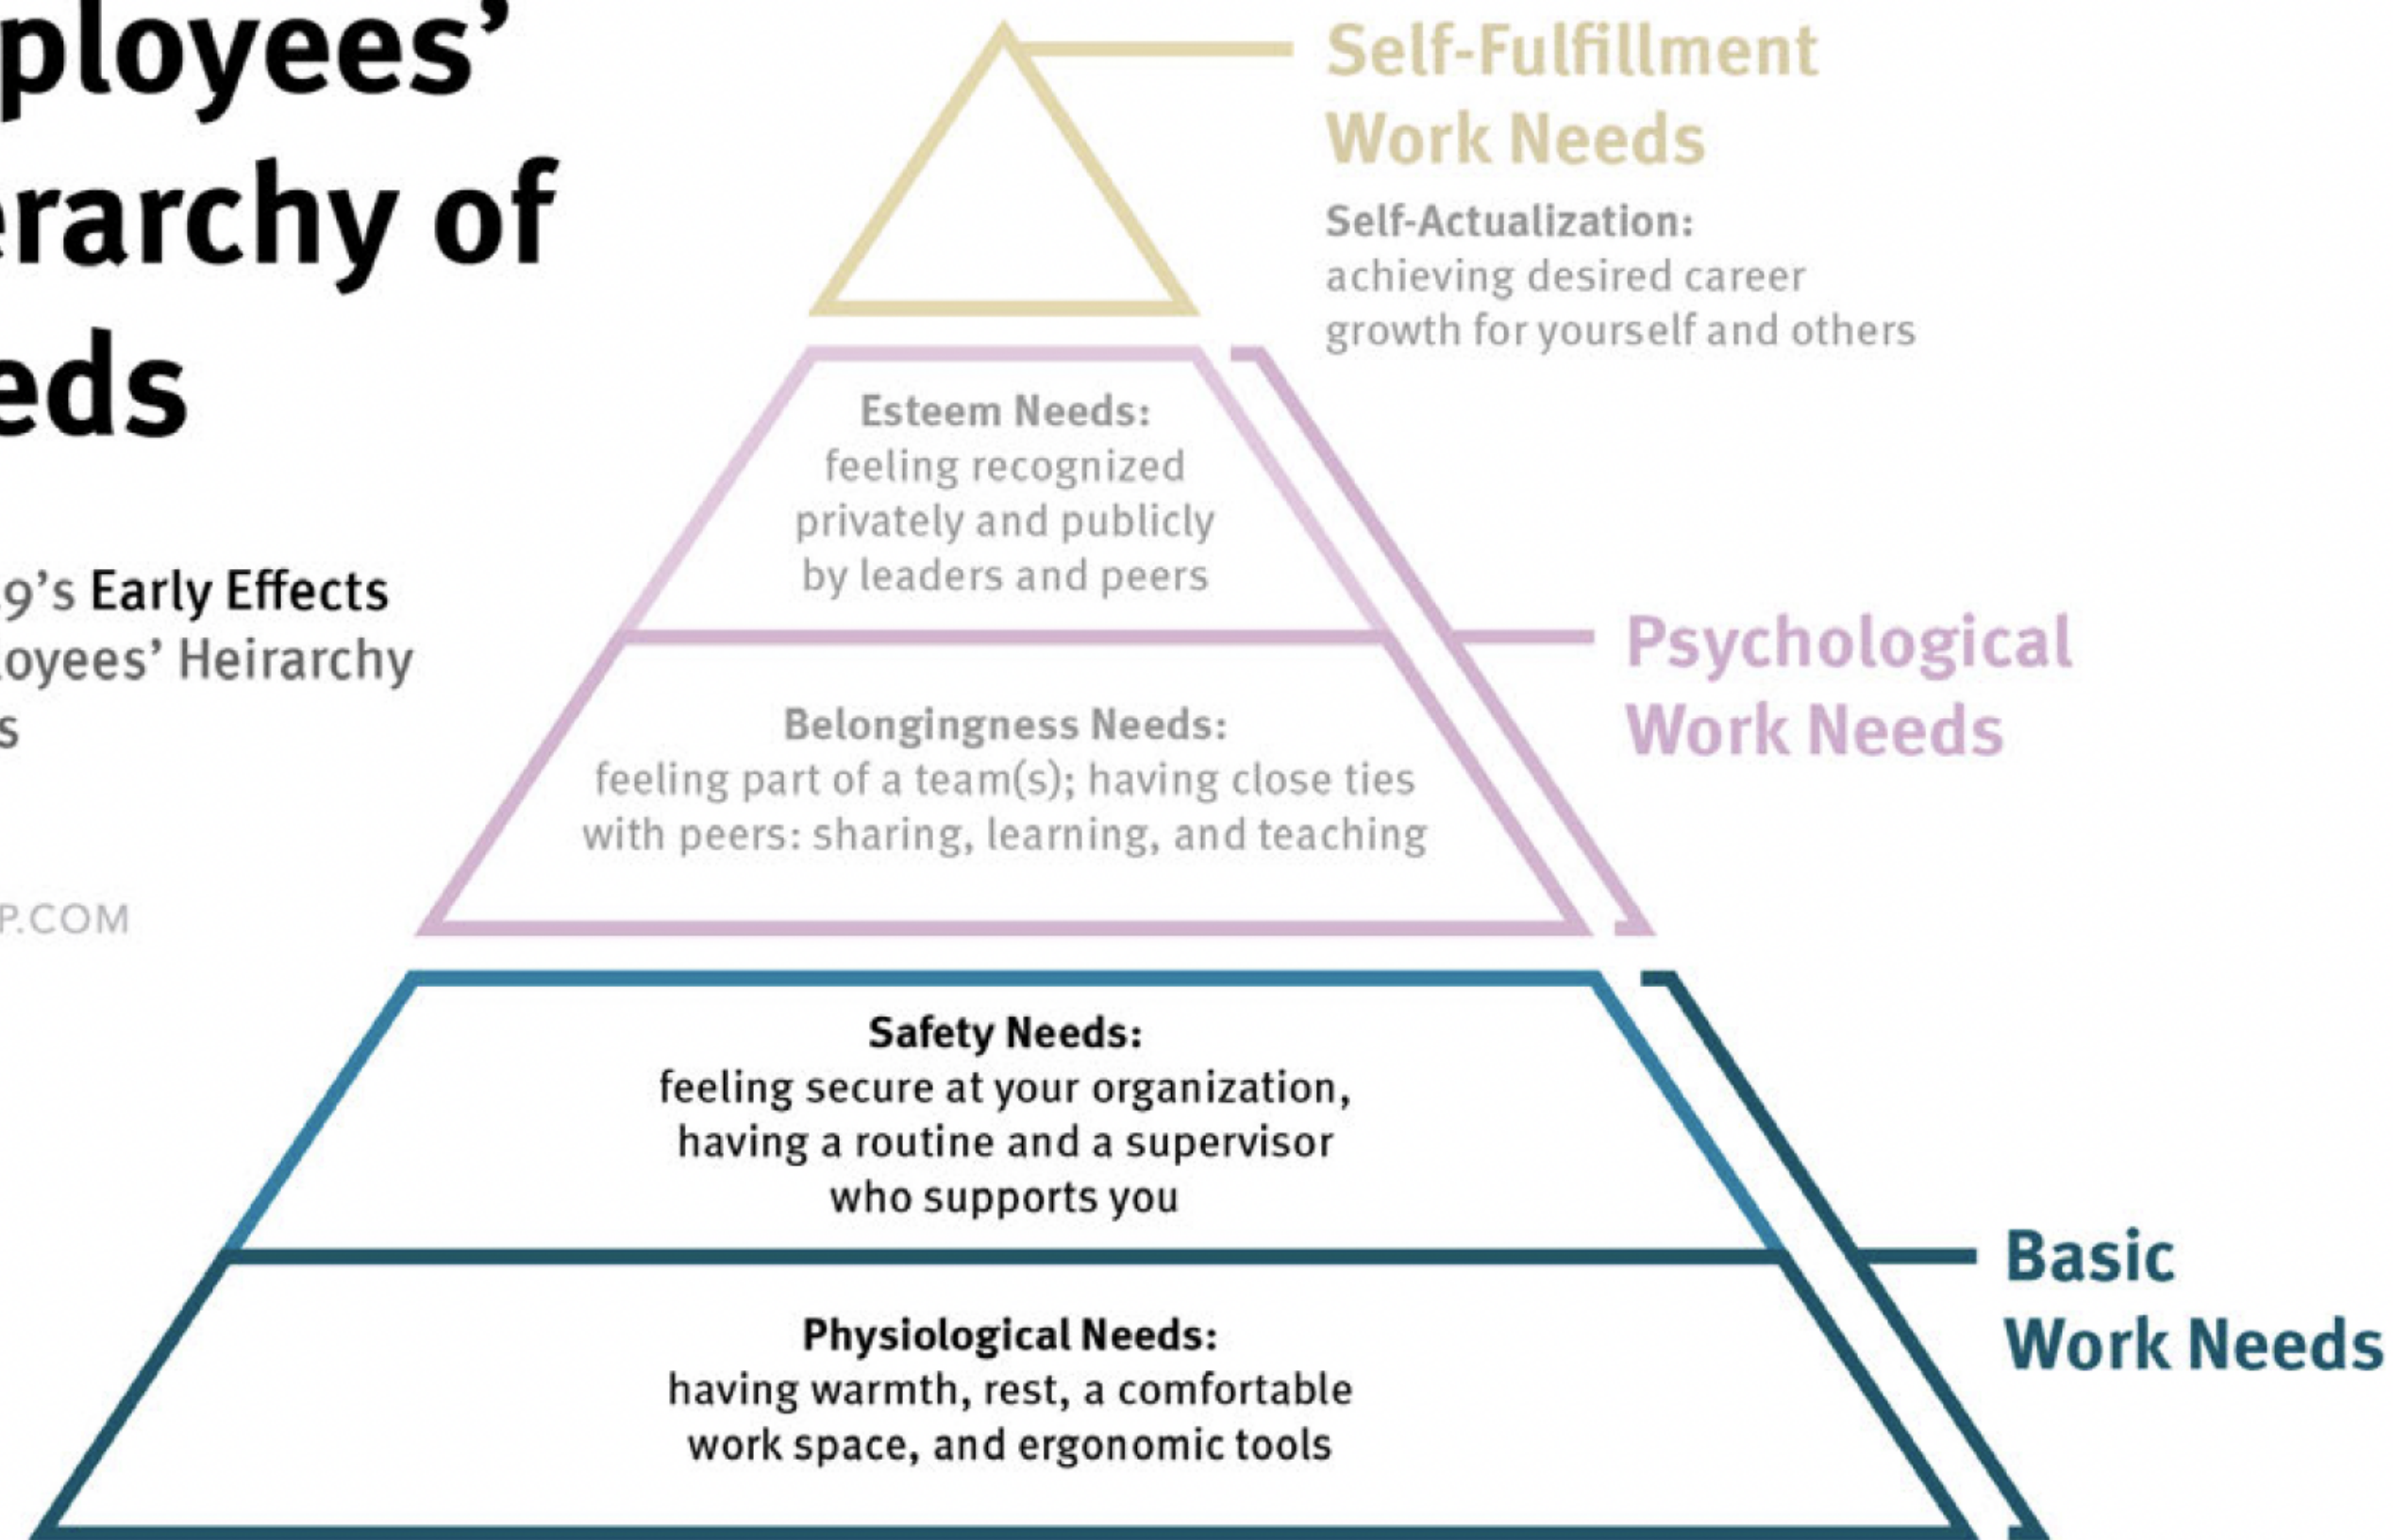 ployees’
erarchy of
eds
9’s Early Effects
oyees’ Heirarchy
s
P.COM
Self-Fulfillment
Work Needs
Self-Actualization:
achieving desired career
growth for yourself and others
Esteem Needs:
feeling recognized
privately and publicly
by leaders and peers
Psychological
Work Needs
Belongingness Needs:
feeling part of a team(s); having close ties
with peers: sharing, learning, and teaching
Safety Needs:
feeling secure at your organization,
having a routine and a supervisor
who supports you
Basic
Work Needs
Physiological Needs:
having warmth, rest, a comfortable
work space, and ergonomic tools